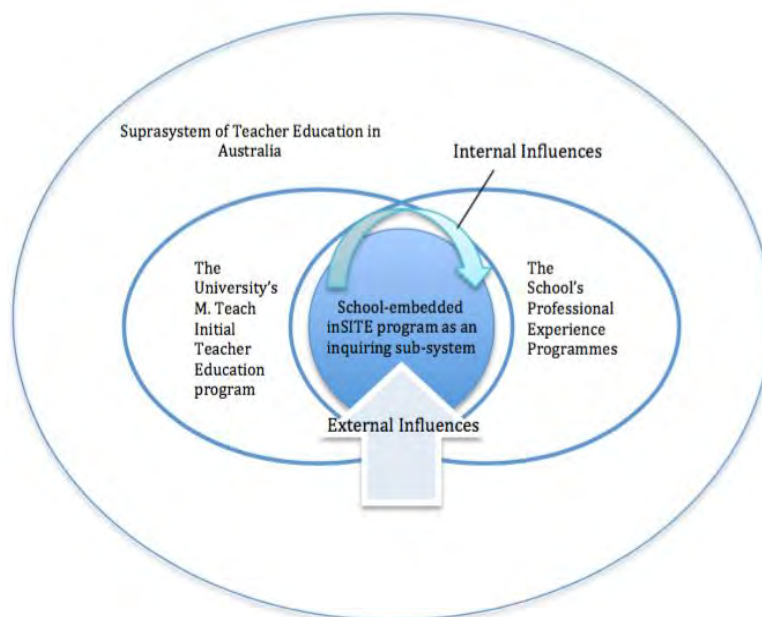 Suprasystem of Teacher Education in
Australia
Internal Influences
The
University's
M. Teach
Initial
Teacher
Education
program
School-embedded
inSITE program as an
inquiring sub-system
The
School's
Professional
Experience
Programmes
External Influences